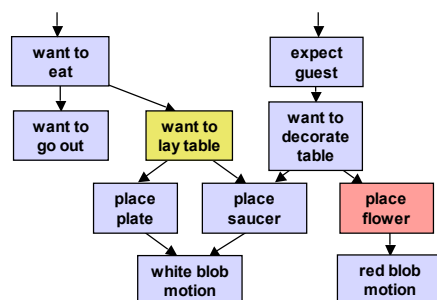 want to
eat
expect
guest
want to
go out
want to
lay table
want to
decorate
table
place
plate
place
saucer
place
flower
white blob
motion
red blob
motion